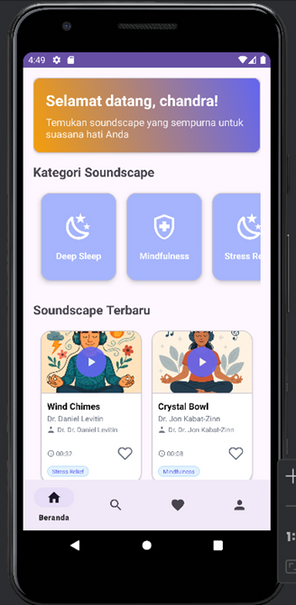 4:49
Selamat datang, chandra!
Temukan soundscape yang sempurna untuk
suasana hati Anda
Kategori Soundscape
Deep Sleep
Mindfulness
Stress Re
Soundscape Terbaru
Wind Chimes
Dr. Daniel Levitin
Dr. Dr. Daniel Levitin
00:32
Stress Relief
Crystal Bowl
Dr. Jon Kabat-Zinn
Dr. Jon Kabat-Zinn
00:08
Mindfulness
Beranda
1: